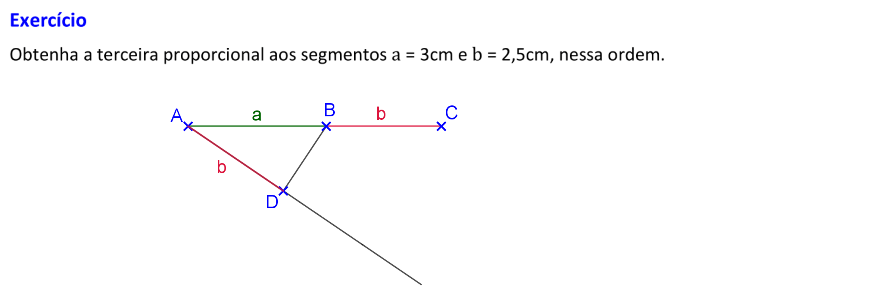 Exercício
Obtenha a terceira proporcional aos segmentos a = 3cm e b = 2,5cm, nessa ordem.
A a B b C
b
D